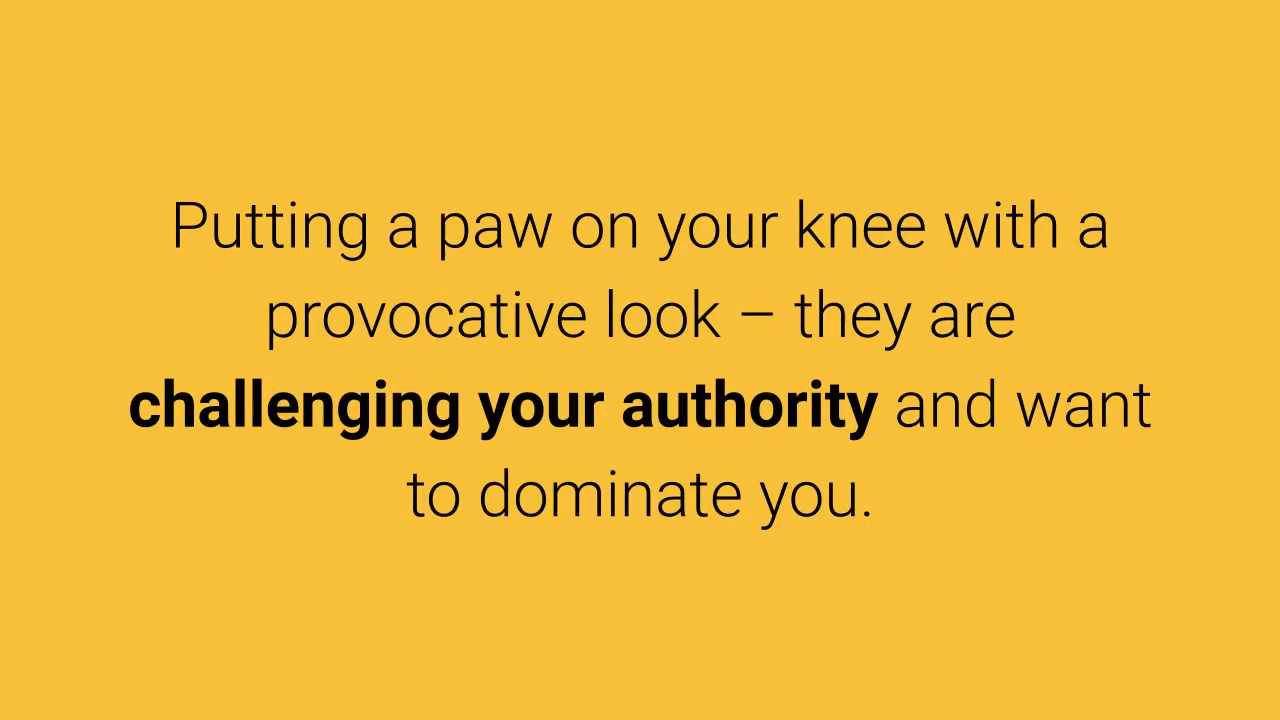 Putting a paw on your knee with a
provocative look – they are
challenging your authority and want
to dominate you.